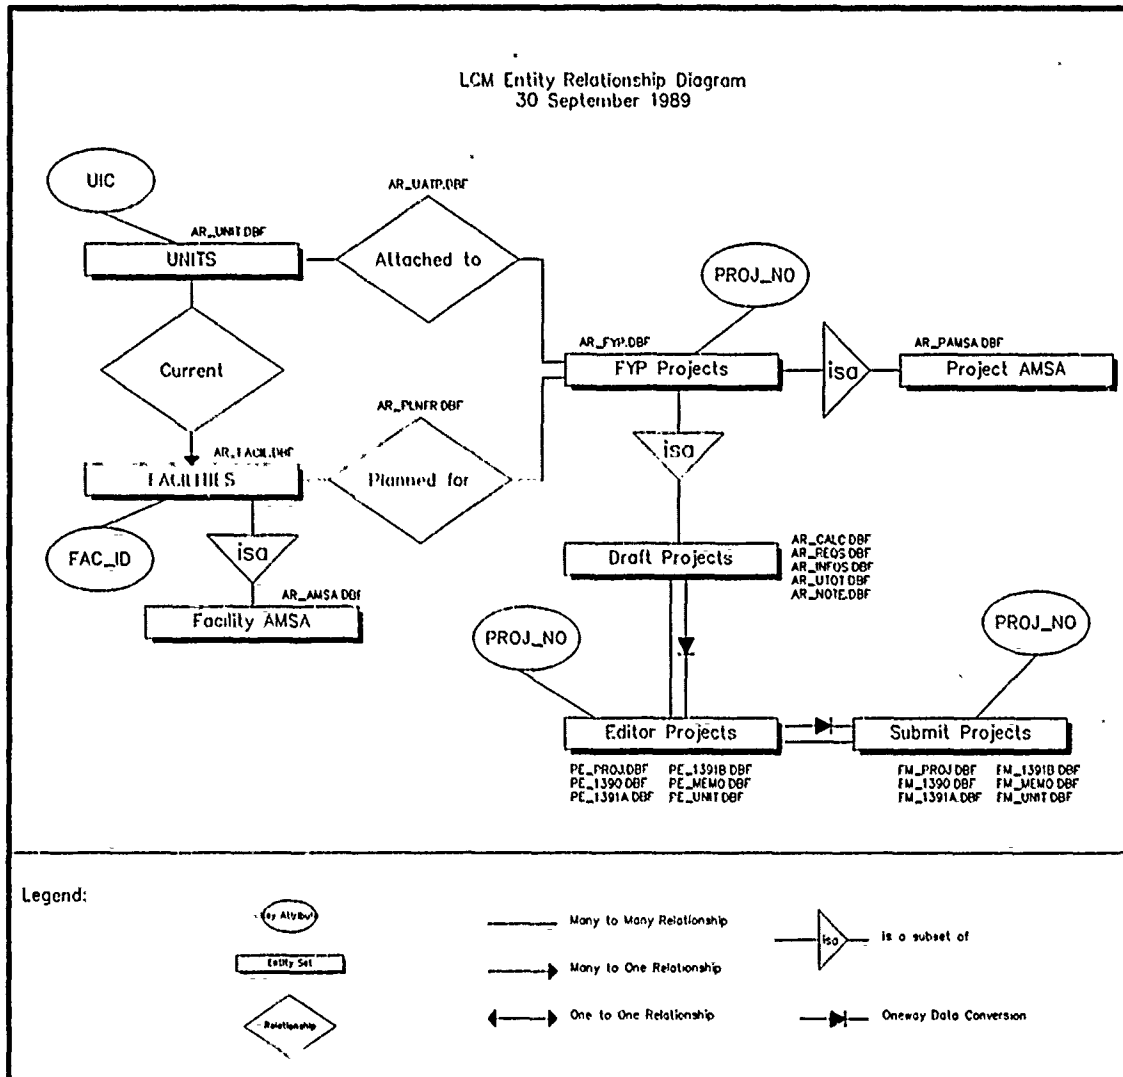 LCM Entity Relationship Diagram
30 September 1989
UIC
AR_UATP.DBF
AR_UNIT.DBF
UNITS
Attached to
PROJ_NO
AR_FYP.DBF
FYP Projects
isa
AR_PAMSA.DBF
Project AMSA
Current
AR_PLNFR.DBF
isa
AR_FACIL.DBF
FACILITIES
Planned for
FAC_ID
isa
Draft Projects
AR_CALC.DBF
AR_REQS.DBF
AR_INFOS.DBF
AR_UTOT.DBF
AR_NOTE.DBF
AR_AMSA.DBF
Facility AMSA
PROJ_NO
PROJ_NO
Editor Projects
Submit Projects
PE_PROJ.DBF PE_1391B.DBF
PE_1390.DBF PE_MEMO.DBF
PE_1391A.DBF PE_UNIT.DBF
FM_PROJ.DBF FM_1391B.DBF
FM_1390.DBF FM_MEMO.DBF
FM_1391A.DBF FM_UNIT.DBF
Legend:
Key Attribute
Many to Many Relationship
isa
is a subset of
Entity Set
Many to One Relationship
Relationship
One to One Relationship
Oneway Data Conversion